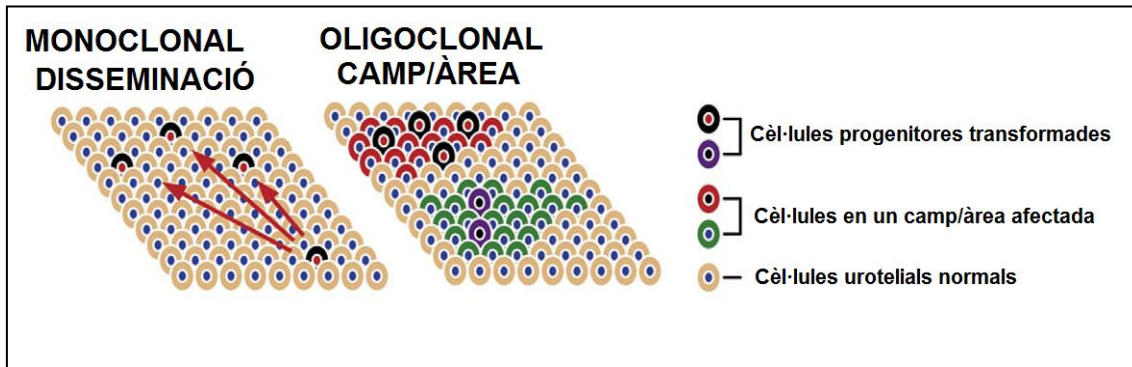 MONOCLONAL
DISSEMINACIÓ
OLIGOCLONAL
CAMP/ÀREA
Cèl·lules progenitores transformades
Cèl·lules en un camp/àrea afectada
Cèl·lules urotelials normals